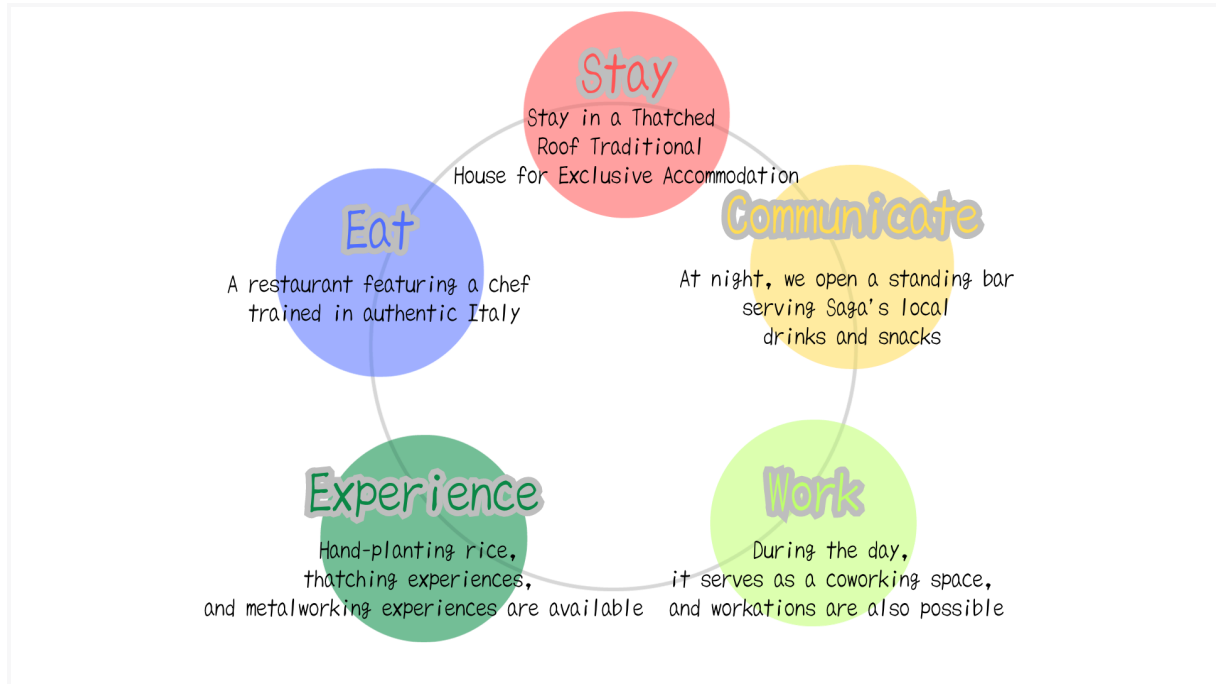 Stay
Stay in a Thatched
Roof Traditional
House for Exclusive Accommodation
Eat
A restaurant featuring a chef
trained in authentic Italy
Communicate
At night, we open a standing bar
serving Saga's local
drinks and snacks
Experience
Hand-planting rice,
thatching experiences,
and metalworking experiences are available
Work
During the day,
it serves as a coworking space,
and workations are also possible